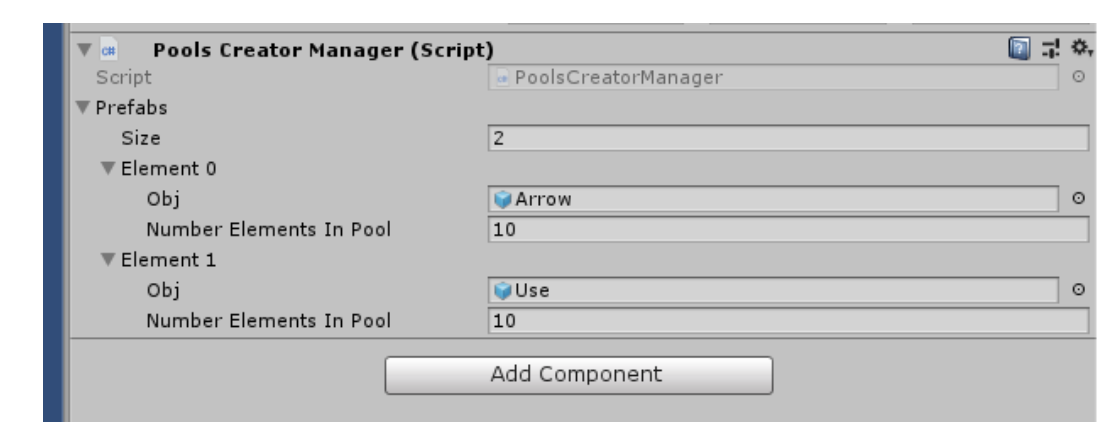 Pools Creator Manager (Script)
Script PoolsCreatorManager
Prefabs
Size 2
Element 0
Obj Arrow
Number Elements In Pool 10
Element 1
Obj Use
Number Elements In Pool 10
Add Component